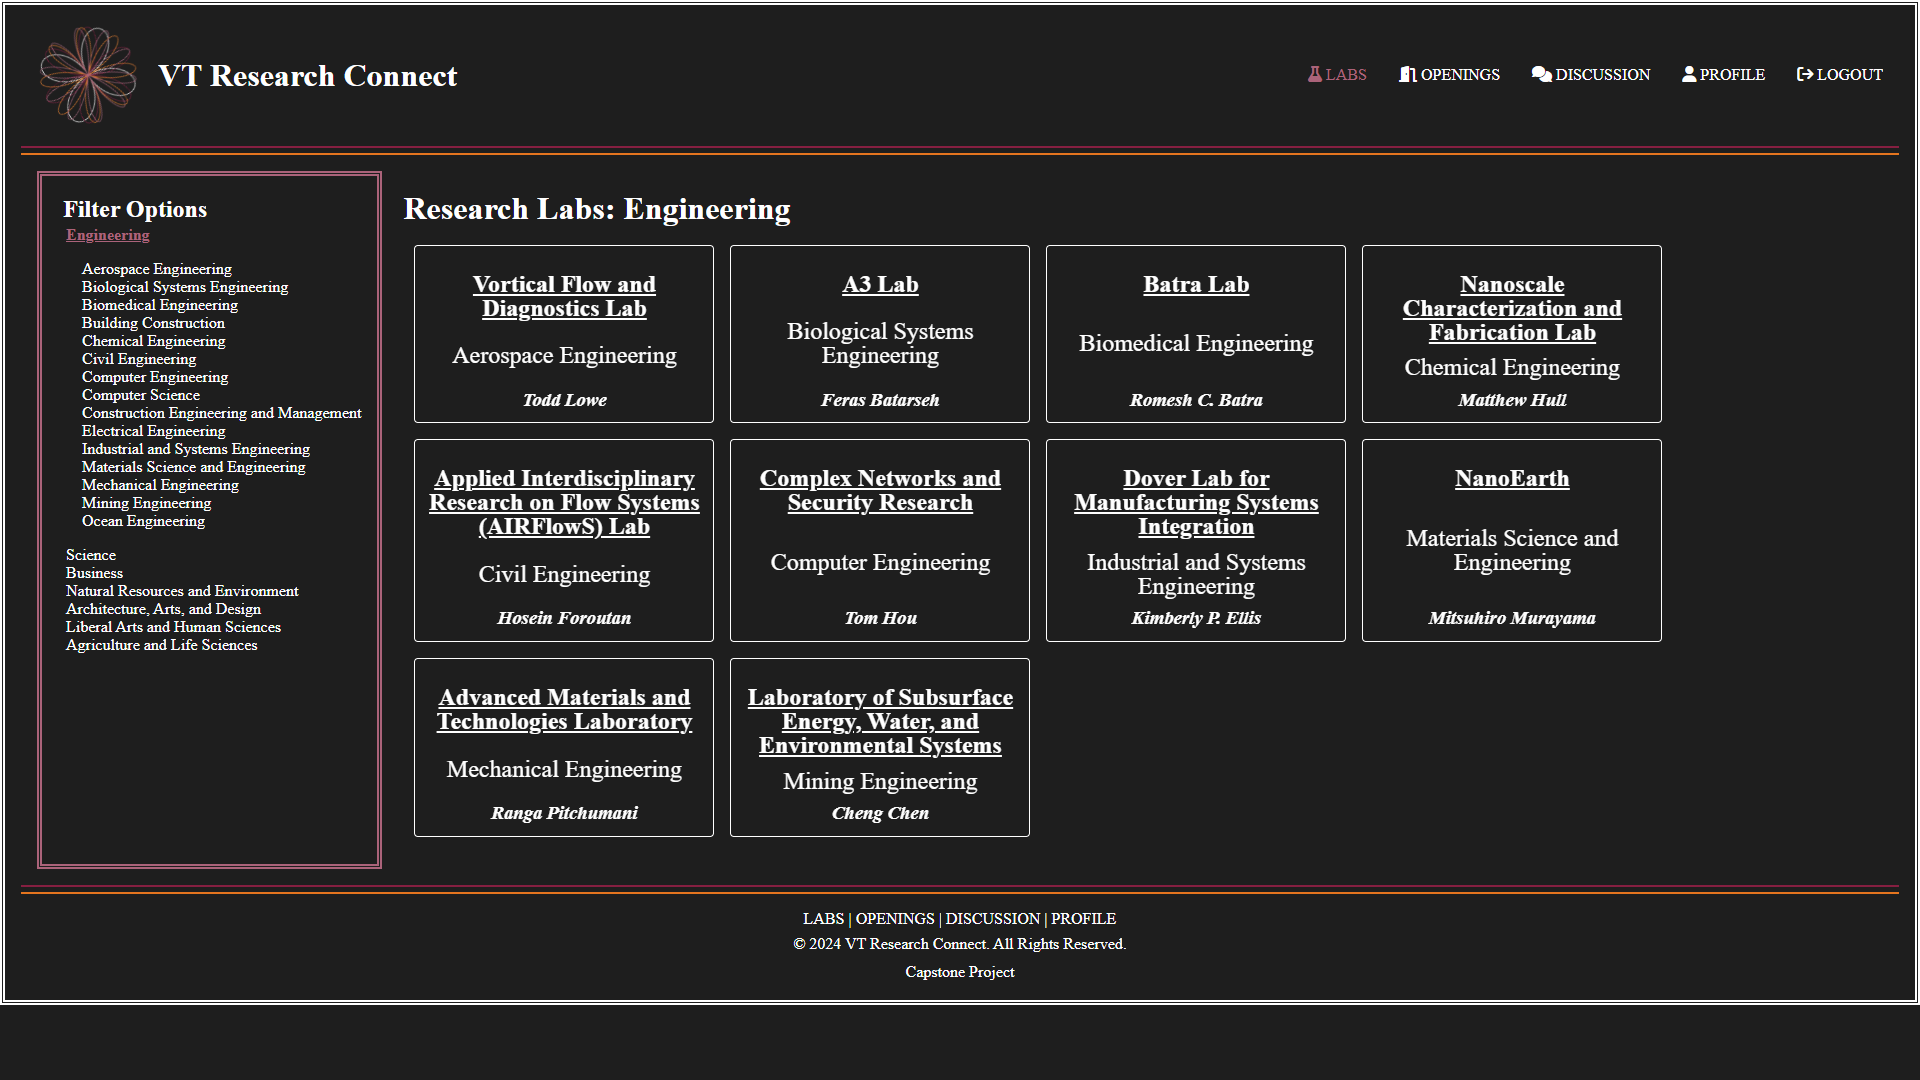 VT Research Connect
LABS
OPENINGS
DISCUSSION
PROFILE
LOGOUT
Filter Options
Engineering
Aerospace Engineering
Biological Systems Engineering
Biomedical Engineering
Building Construction
Chemical Engineering
Civil Engineering
Computer Engineering
Computer Science
Construction Engineering and Management
Electrical Engineering
Industrial and Systems Engineering
Materials Science and Engineering
Mechanical Engineering
Mining Engineering
Ocean Engineering
Science
Business
Natural Resources and Environment
Architecture, Arts, and Design
Liberal Arts and Human Sciences
Agriculture and Life Sciences
Research Labs: Engineering
Vortical Flow and
Diagnostics Lab
Aerospace Engineering
Todd Lowe
A3 Lab
Biological Systems
Engineering
Feras Batarseh
Batra Lab
Biomedical Engineering
Romesh C. Batra
Nanoscale
Characterization and
Fabrication Lab
Chemical Engineering
Matthew Hull
Applied Interdisciplinary
Research on Flow Systems
(AIRFlowS) Lab
Civil Engineering
Hosein Foroutan
Complex Networks and
Security Research
Computer Engineering
Tom Hou
Dover Lab for
Manufacturing Systems
Integration
Industrial and Systems
Engineering
Kimberly P. Ellis
NanoEarth
Materials Science and
Engineering
Mitsuhiro Murayama
Advanced Materials and
Technologies Laboratory
Mechanical Engineering
Ranga Pitchumani
Laboratory of Subsurface
Energy, Water, and
Environmental Systems
Mining Engineering
Cheng Chen
LABS | OPENINGS | DISCUSSION | PROFILE
© 2024 VT Research Connect. All Rights Reserved.
Capstone Project